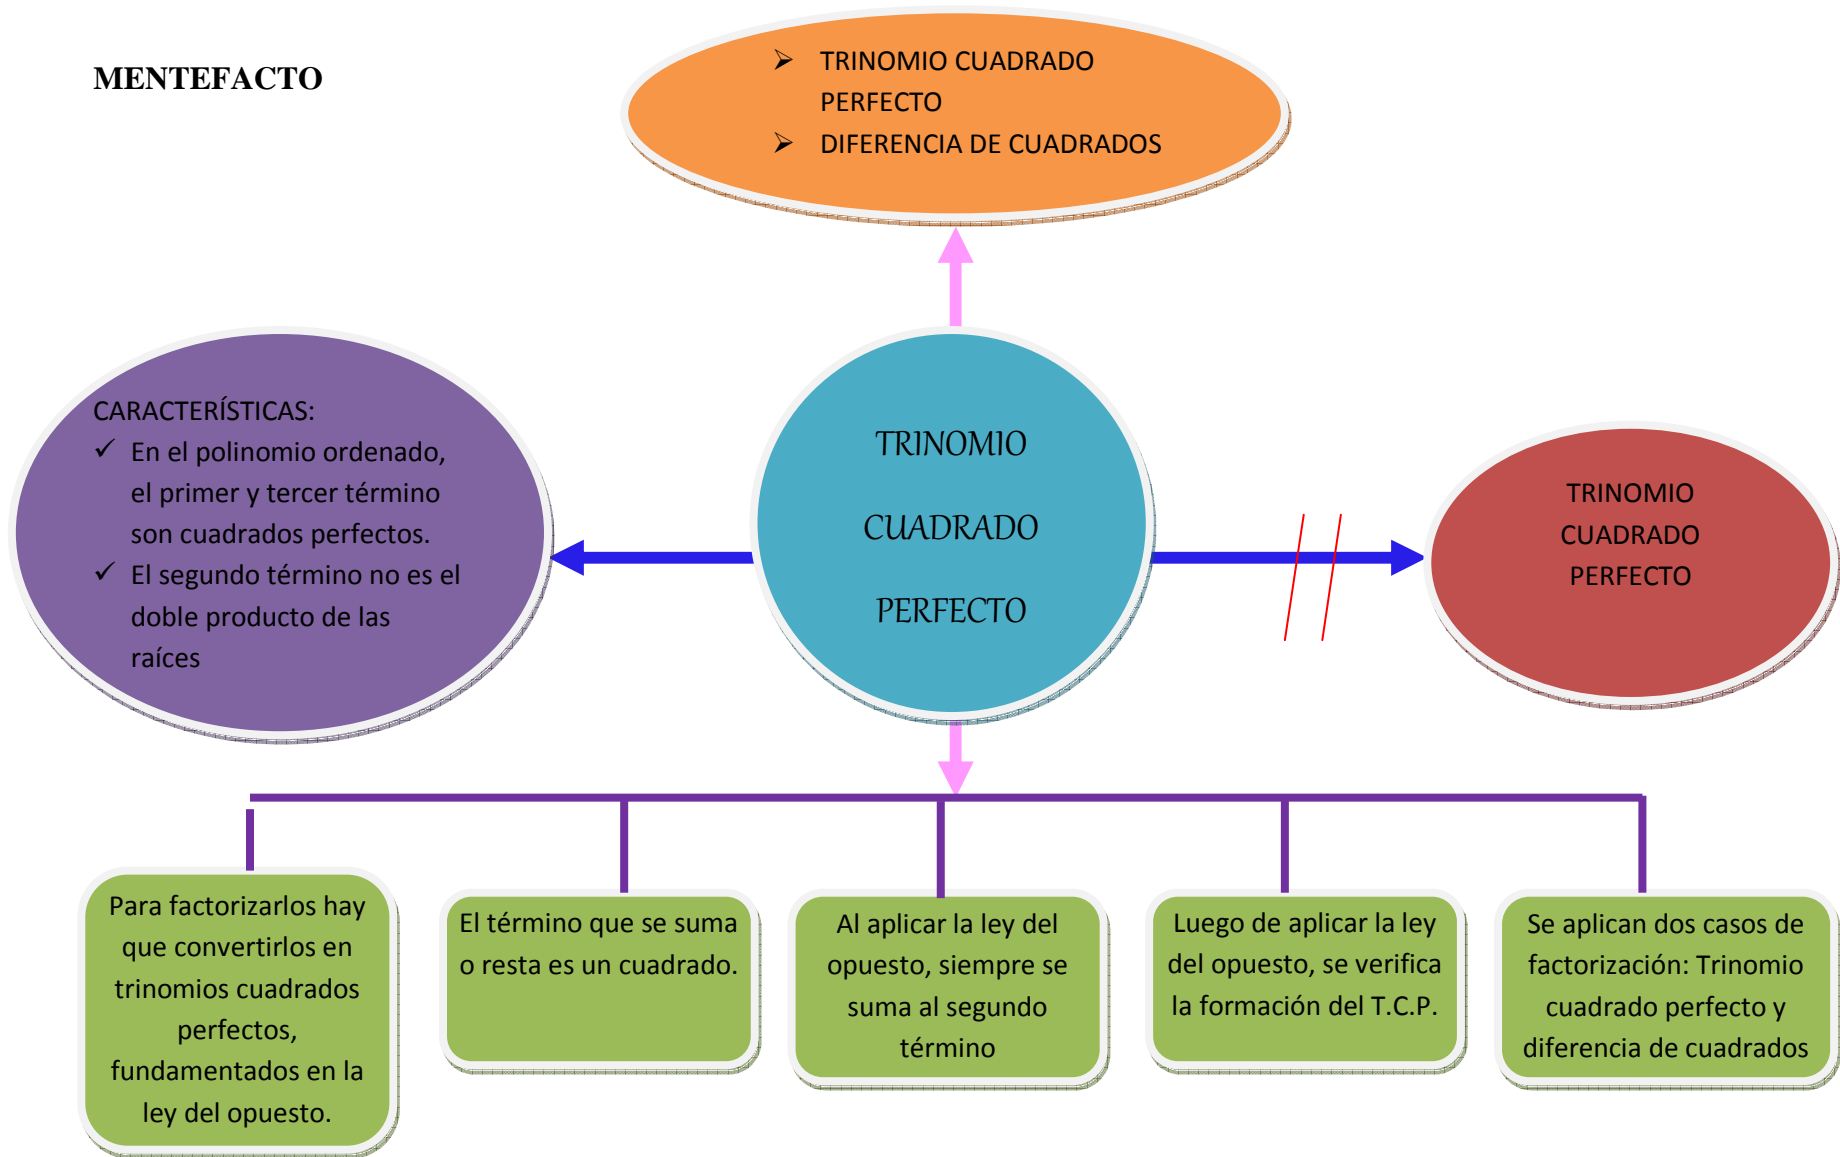 MENTEFACTO
➢ TRINOMIO CUADRADO
PERFECTO
➢ DIFERENCIA DE CUADRADOS
CARACTERÍSTICAS:
✓ En el polinomio ordenado,
el primer y tercer término
son cuadrados perfectos.
✓ El segundo término no es el
doble producto de las
raíces
TRINOMIO
CUADRADO
PERFECTO
TRINOMIO
CUADRADO
PERFECTO
Para factorizarlos hay
que convertirlos en
trinomios cuadrados
perfectos,
fundamentados en la
ley del opuesto.
El término que se suma
o resta es un cuadrado.
Al aplicar la ley del
opuesto, siempre se
suma al segundo
término
Luego de aplicar la ley
del opuesto, se verifica
la formación del T.C.P.
Se aplican dos casos de
factorización: Trinomio
cuadrado perfecto y
diferencia de cuadrados